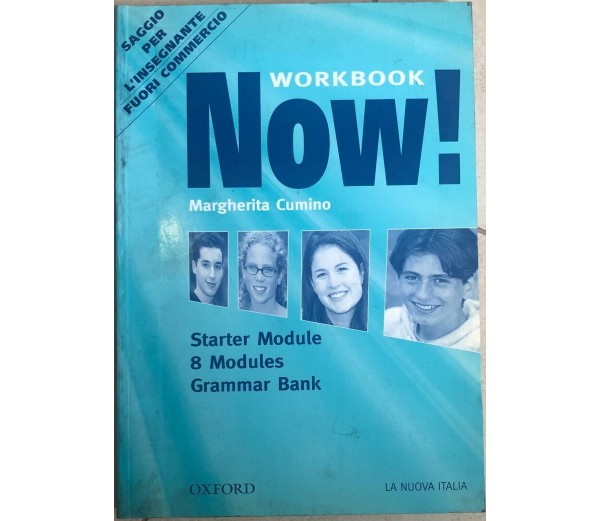 SAGGIO
PER
L'INSEGNANTE
FUORI COMMERCIO
WORKBOOK
Now!
Margherita Cumino
Starter Module
8 Modules
Grammar Bank
OXFORD
LA NUOVA ITALIA